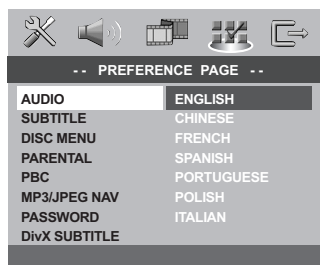 -- PREFERENCE PAGE --
AUDIO ENGLISH
SUBTITLE CHINESE
DISC MENU FRENCH
PARENTAL SPANISH
PBC PORTUGUESE
MP3/JPEG NAV POLISH
PASSWORD ITALIAN
DivX SUBTITLE